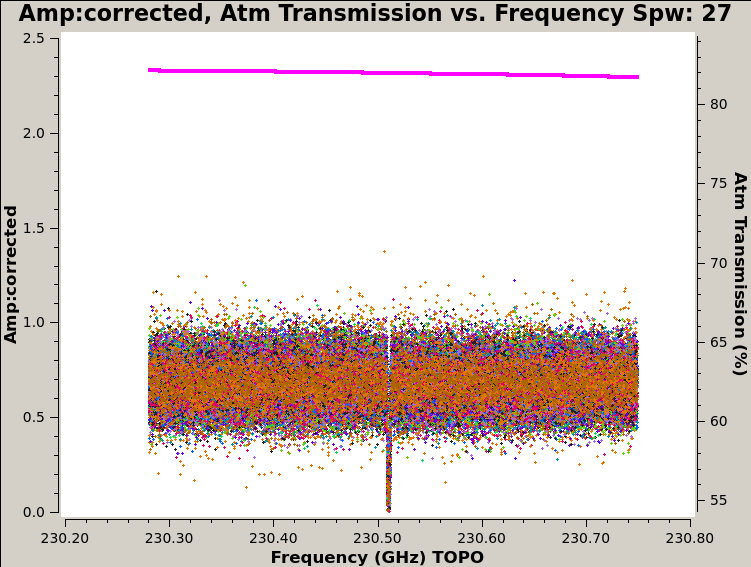 Amp:corrected, Atm Transmission vs. Frequency Spw: 27
2.5
2.0
1.5
1.0
0.5
0.0
Amp:corrected
80
75
70
65
60
55
Atm Transmission (%)
230.20 230.30 230.40 230.50 230.60 230.70 230.80
Frequency (GHz) TOPO